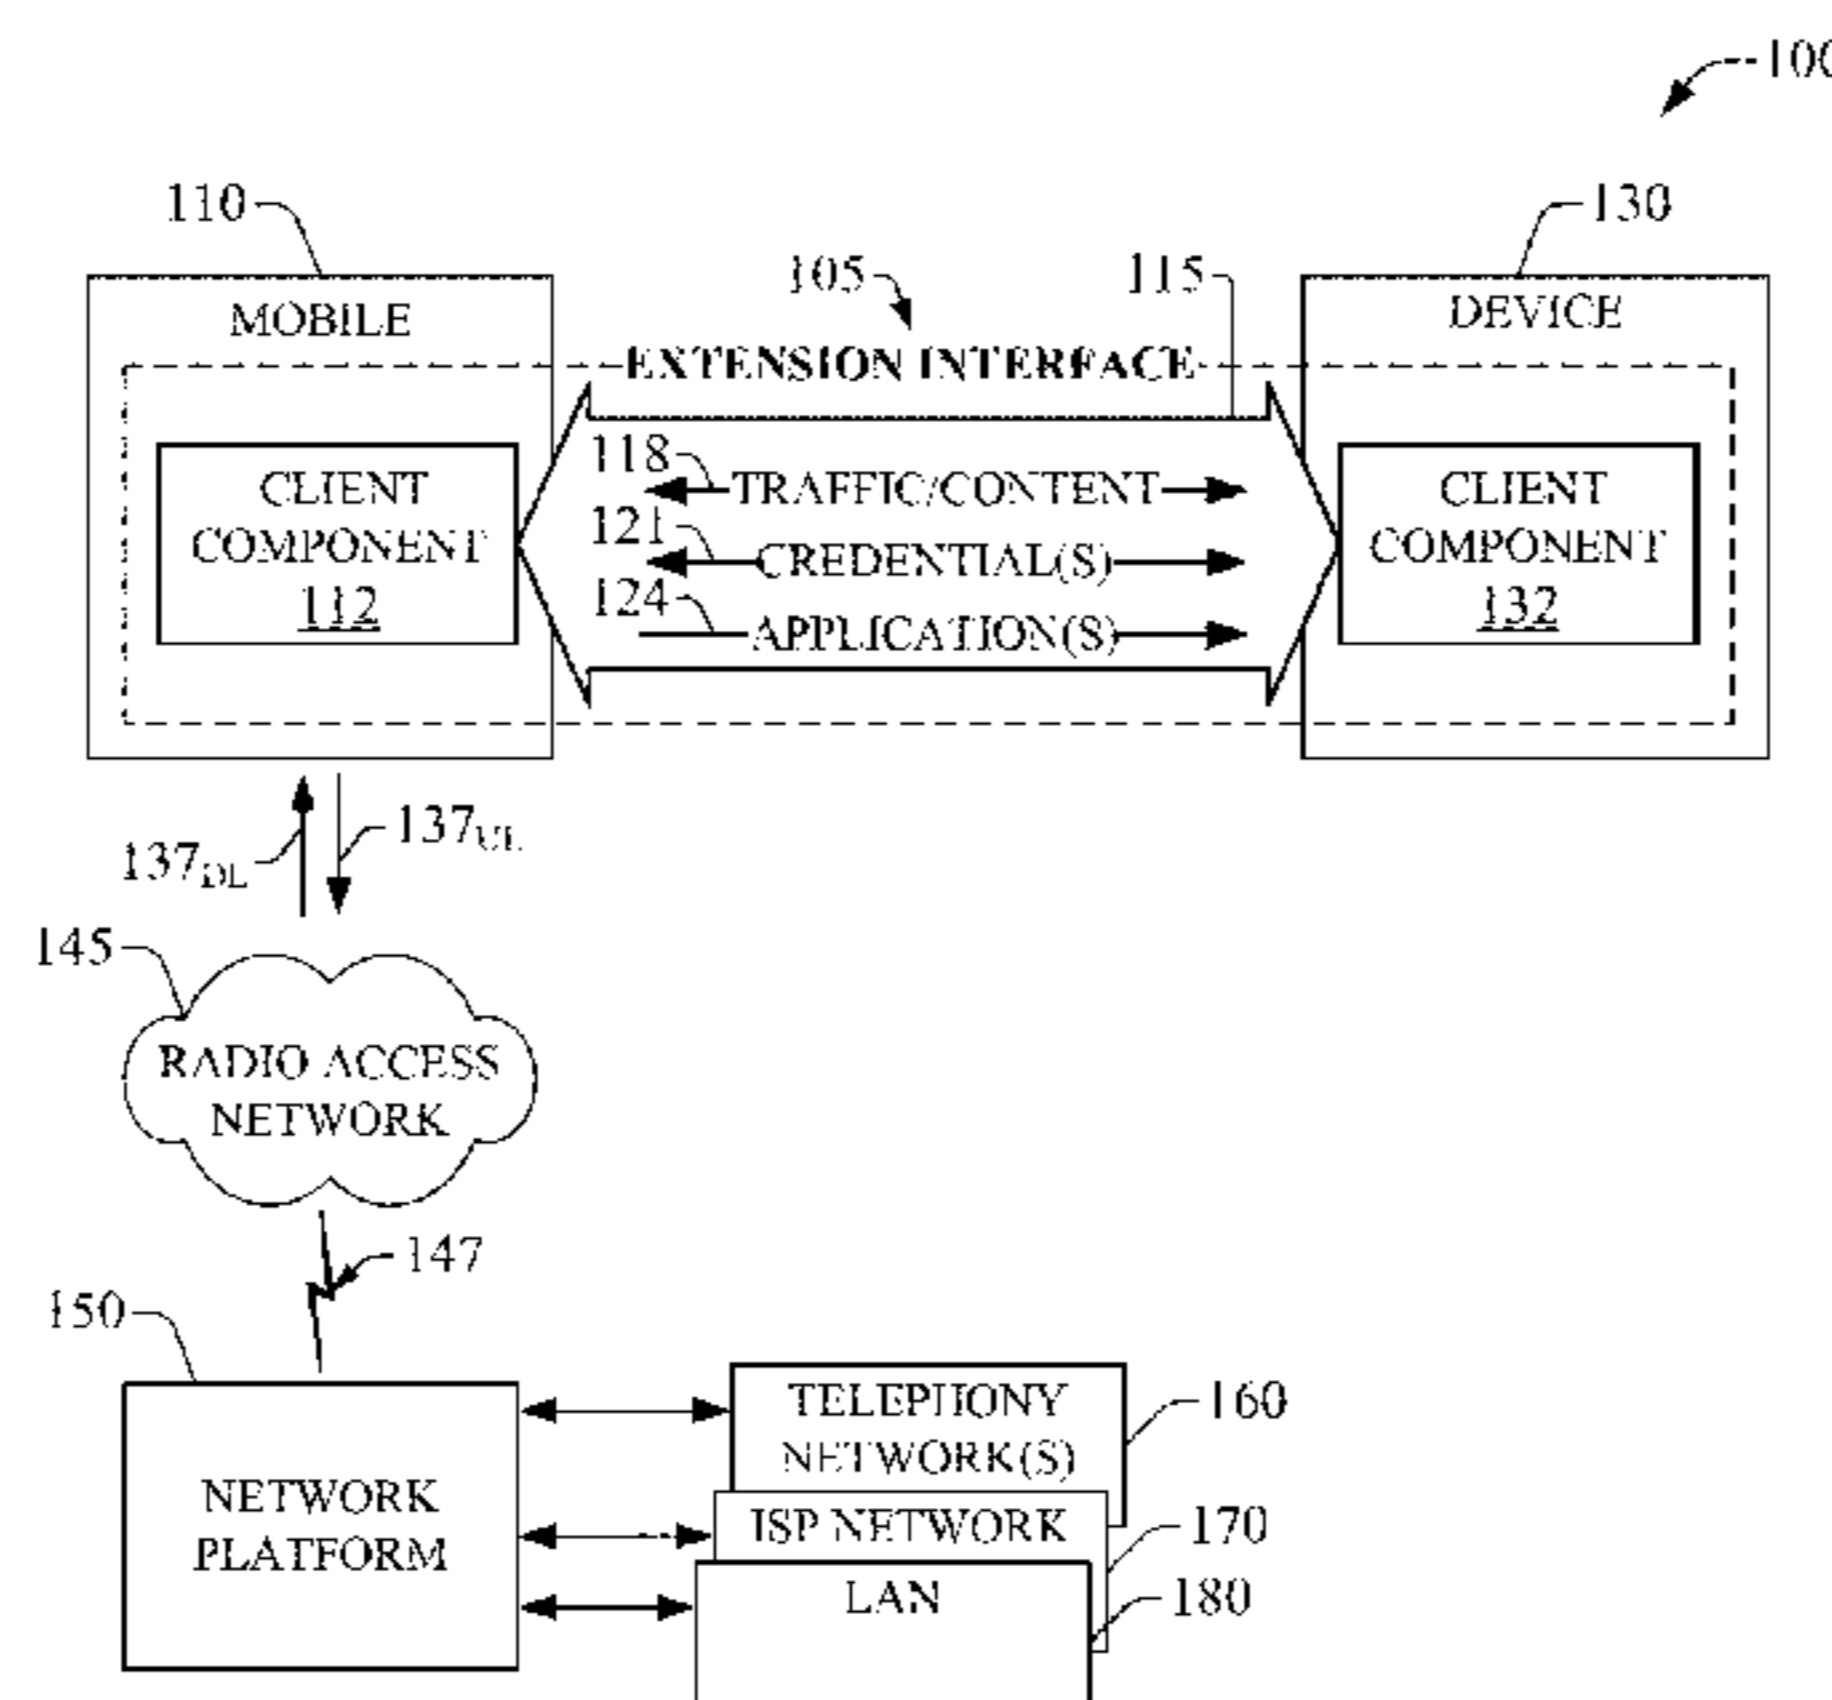 100
110
130
105
115
MOBILE
DEVICE
EXTENSION INTERFACE
118
TRAFFIC/CONTENT
121
CREDENTIAL(S)
124
APPLICATION(S)
CLIENT
COMPONENT
112
CLIENT
COMPONENT
132
137UL
137DL
145
RADIO ACCESS
NETWORK
147
150
NETWORK
PLATFORM
TELEPHONY
NETWORK(S)
160
ISP NETWORK
170
LAN
180